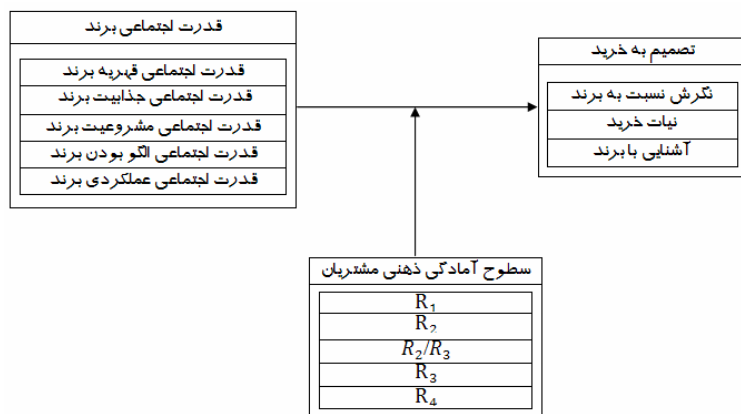 قدرت اجتماعی برند
قدرت اجتماعی قهریه برند
قدرت اجتماعی جذابیت برند
قدرت اجتماعی مشروعیت برند
قدرت اجتماعی الگو بودن برند
قدرت اجتماعی عملکردی برند
تصمیم به خرید
نگرش نسبت به برند
نیات خرید
آشنایی با برند
سطوح آمادگی ذهنی مشتریان
R₁
R₂
R₂/R₃
R₃
R₄